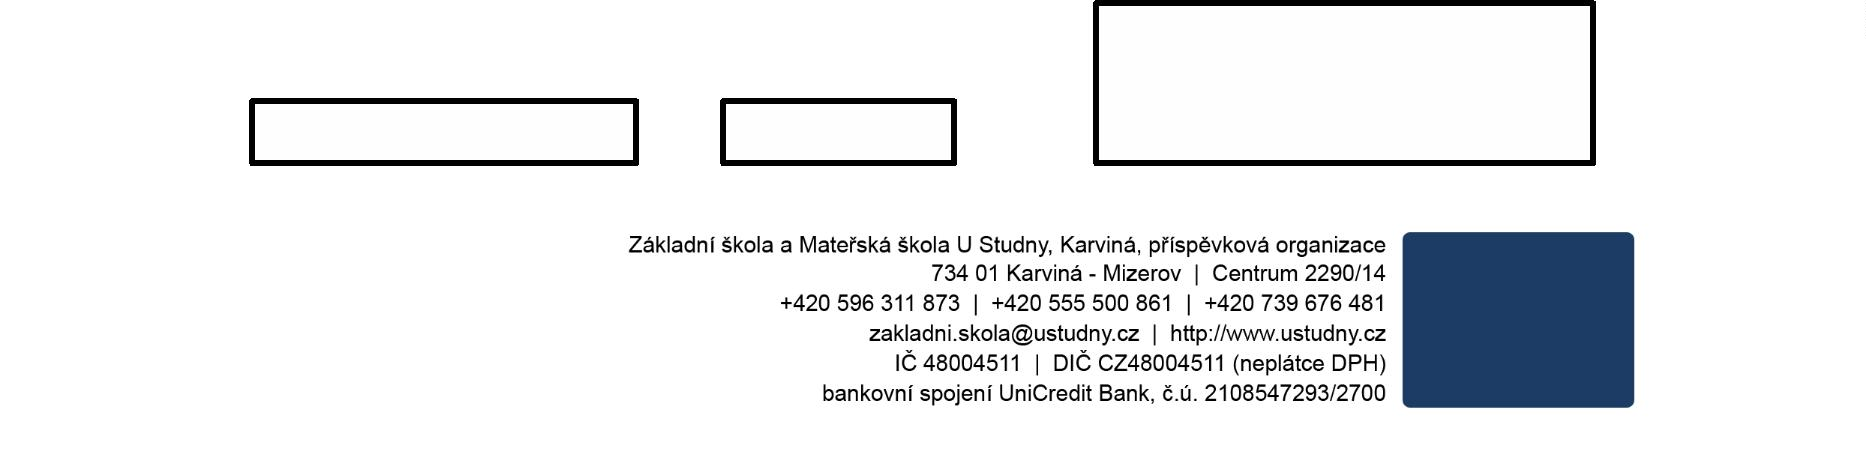 Základní škola a Mateřská škola U Studny, Karviná, příspěvková organizace
734 01 Karviná - Mizerov | Centrum 2290/14
+420 596 311 873 | +420 555 500 861 | +420 739 676 481
zakladni.skola@ustudny.cz | http://www.ustudny.cz
IČ 48004511 | DIČ CZ48004511 (neplátce DPH)
bankovní spojení UniCredit Bank, č.ú. 2108547293/2700